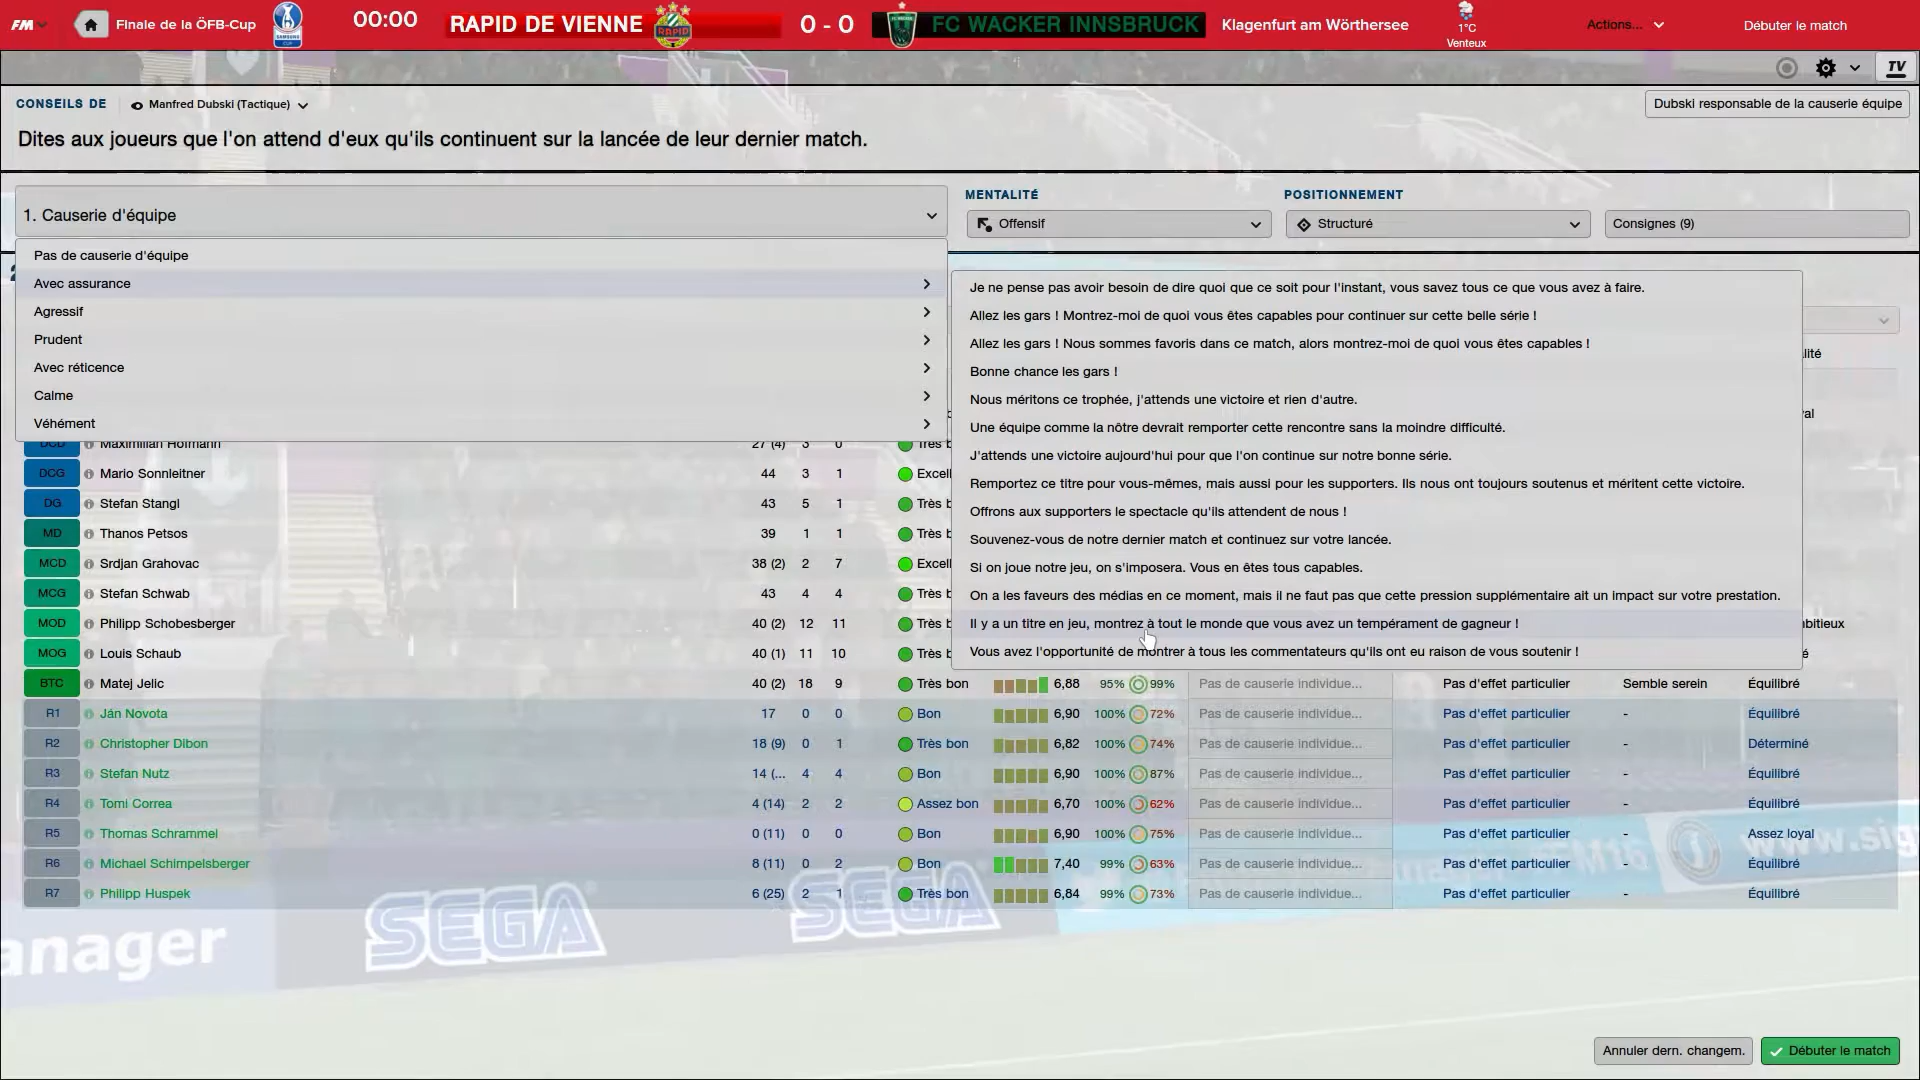 FM
Finale de la ÖFB-Cup
00:00
RAPID DE VIENNE
0 - 0
FC WACKER INNSBRUCK
Klagenfurt am Wörthersee
1°C
Venteux
Actions...
Débuter le match
TV
CONSEILS DE
Manfred Dubski (Tactique)
Dubski responsable de la causerie équipe
Dites aux joueurs que l'on attend d'eux qu'ils continuent sur la lancée de leur dernier match.
1. Causerie d'équipe
MENTALITÉ
Offensif
POSITIONNEMENT
Structuré
Consignes (9)
Pas de causerie d'équipe
Avec assurance
Agressif
Prudent
Avec réticence
Calme
Véhément
Je ne pense pas avoir besoin de dire quoi que ce soit pour l'instant, vous savez tous ce que vous avez à faire.
Allez les gars ! Montrez-moi de quoi vous êtes capables pour continuer sur cette belle série !
Allez les gars ! Nous sommes favoris dans ce match, alors montrez-moi de quoi vous êtes capables !
Bonne chance les gars !
Nous méritons ce trophée, j'attends une victoire et rien d'autre.
Une équipe comme la nôtre devrait remporter cette rencontre sans la moindre difficulté.
J'attends une victoire aujourd'hui pour que l'on continue sur notre bonne série.
Remportez ce titre pour vous-mêmes, mais aussi pour les supporters. Ils nous ont toujours soutenus et méritent cette victoire.
Offrons aux supporters le spectacle qu'ils attendent de nous !
Souvenez-vous de notre dernier match et continuez sur votre lancée.
Si on joue notre jeu, on s'imposera. Vous en êtes tous capables.
On a les faveurs des médias en ce moment, mais il ne faut pas que cette pression supplémentaire ait un impact sur votre prestation.
Il y a un titre en jeu, montrez à tout le monde que vous avez un tempérament de gagneur !
Vous avez l'opportunité de montrer à tous les commentateurs qu'ils ont eu raison de vous soutenir !
DCD Maximilian Hofmann 27 (4) 3 0 Très b
DCG Mario Sonnleitner 44 3 1 Excell
DG Stefan Stangl 43 5 1 Très b
MD Thanos Petsos 39 1 1 Très b
MCD Srdjan Grahovac 38 (2) 2 7 Excell
MCG Stefan Schwab 43 4 4 Très b
MOD Philipp Schobesberger 40 (2) 12 11 Très b bitieux
MOG Louis Schaub 40 (1) 11 10 Très b
BTC Matej Jelic 40 (2) 18 9 Très bon 6,88 95% 99% Pas de causerie individue... Pas d'effet particulier Semble serein Équilibré
R1 Ján Novota 17 0 0 Bon 6,90 100% 72% Pas de causerie individue... Pas d'effet particulier - Équilibré
R2 Christopher Dibon 18 (9) 0 1 Très bon 6,82 100% 74% Pas de causerie individue... Pas d'effet particulier - Déterminé
R3 Stefan Nutz 14 (... 4 4 Bon 6,90 100% 87% Pas de causerie individue... Pas d'effet particulier - Équilibré
R4 Tomi Correa 4 (14) 2 2 Assez bon 6,70 100% 62% Pas de causerie individue... Pas d'effet particulier - Équilibré
R5 Thomas Schrammel 0 (11) 0 0 Bon 6,90 100% 75% Pas de causerie individue... Pas d'effet particulier - Assez loyal
R6 Michael Schimpelsberger 8 (11) 0 2 Bon 7,40 99% 63% Pas de causerie individue... Pas d'effet particulier - Équilibré
R7 Philipp Huspek 6 (25) 2 1 Très bon 6,84 99% 73% Pas de causerie individue... Pas d'effet particulier - Équilibré
anager
SEGA
SEGA
www.sig
Annuler dern. changem.
Débuter le match